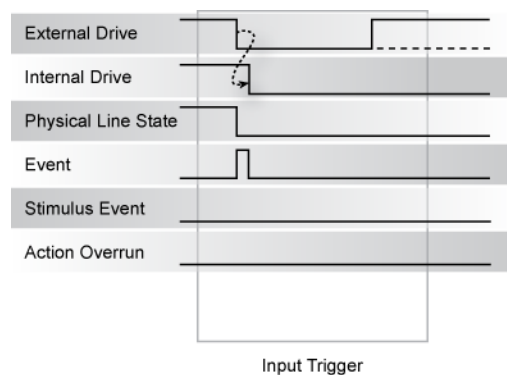 External Drive
Internal Drive
Physical Line State
Event
Stimulus Event
Action Overrun
Input Trigger